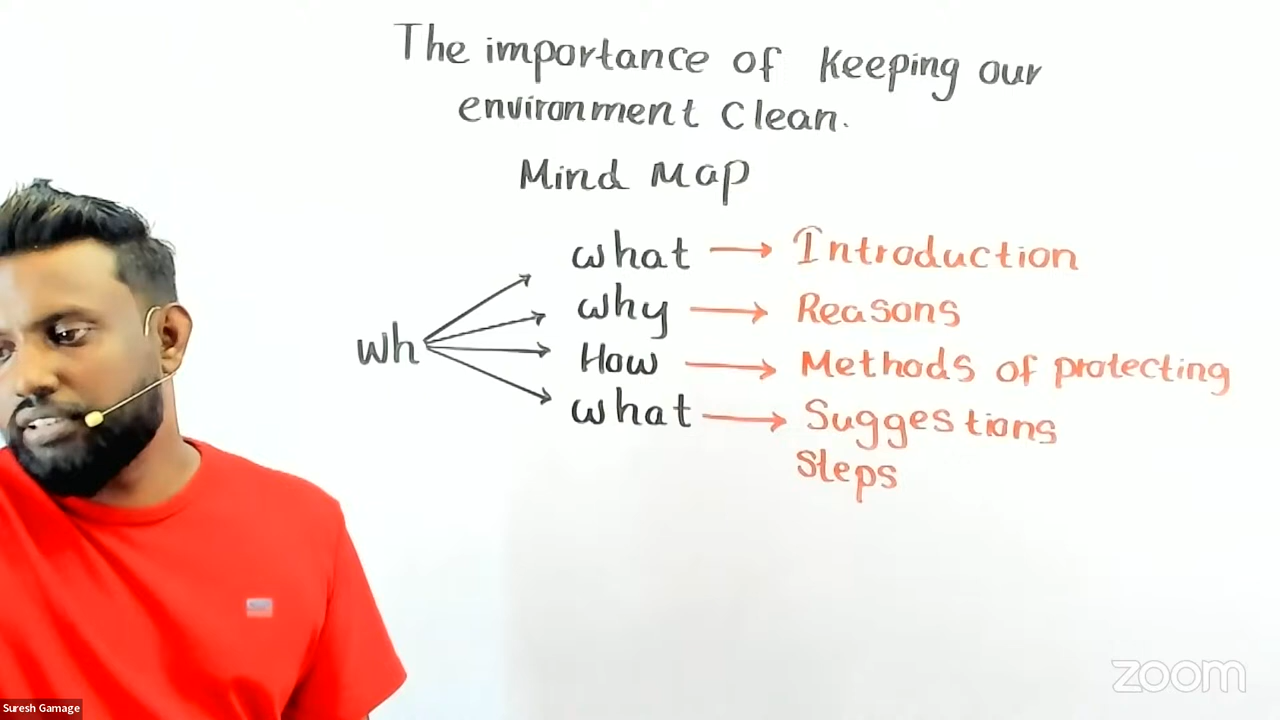 The importance of Keeping our
environment Clean.
Mind Map
wh
what → Introduction
why → Reasons
How → Methods of protecting
what → Suggestions
steps
Suresh Gamage
zoom